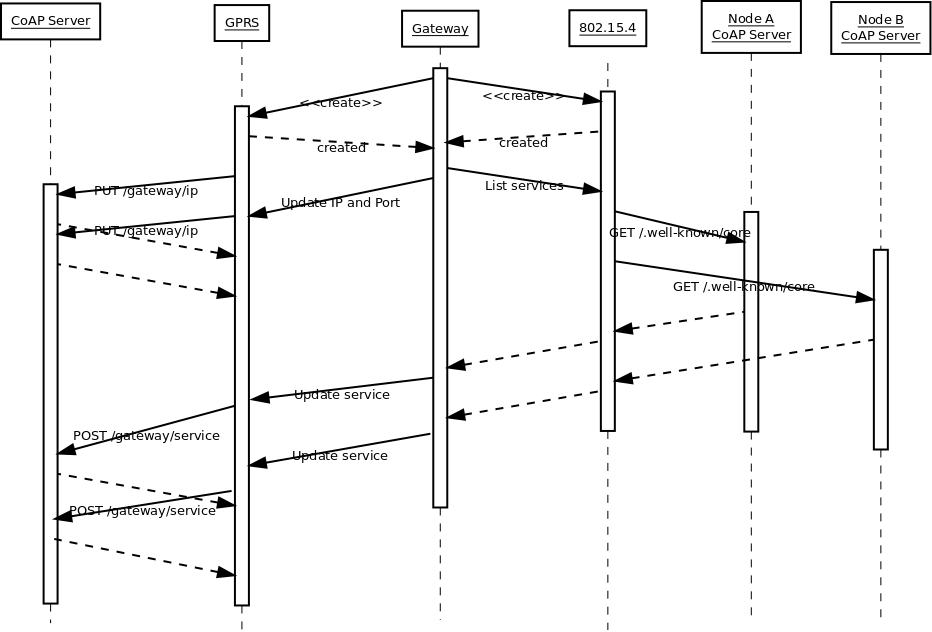 CoAP Server
GPRS
Gateway
802.15.4
Node A
CoAP Server
Node B
CoAP Server
<<create>>
<<create>>
created
created
PUT /gateway/ip
Update IP and Port
List services
PUT /gateway/ip
GET /.well-known/core
GET /.well-known/core
Update service
POST /gateway/service
Update service
POST /gateway/service